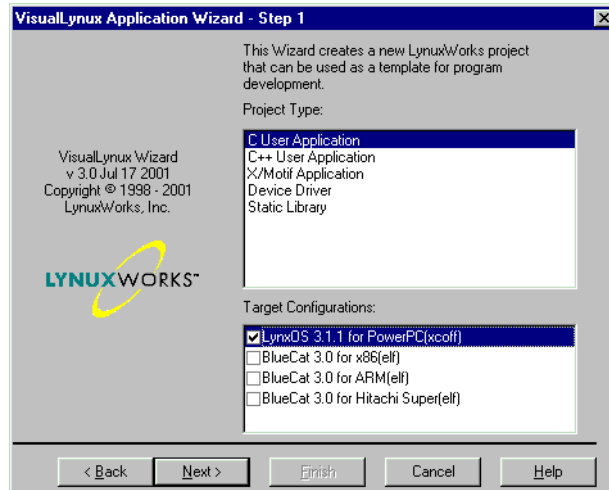 VisualLynux Application Wizard - Step 1
This Wizard creates a new LynuxWorks project
that can be used as a template for program
development.
Project Type:
C User Application
C++ User Application
X/Motif Application
Device Driver
Static Library
VisualLynux Wizard
v 3.0 Jul 17 2001
Copyright © 1998 - 2001
LynuxWorks, Inc.
LYNUXWORKS™
Target Configurations:
LynxOS 3.1.1 for PowerPC(xcoff)
BlueCat 3.0 for x86(elf)
BlueCat 3.0 for ARM(elf)
BlueCat 3.0 for Hitachi Super(elf)
< Back Next > Finish Cancel Help